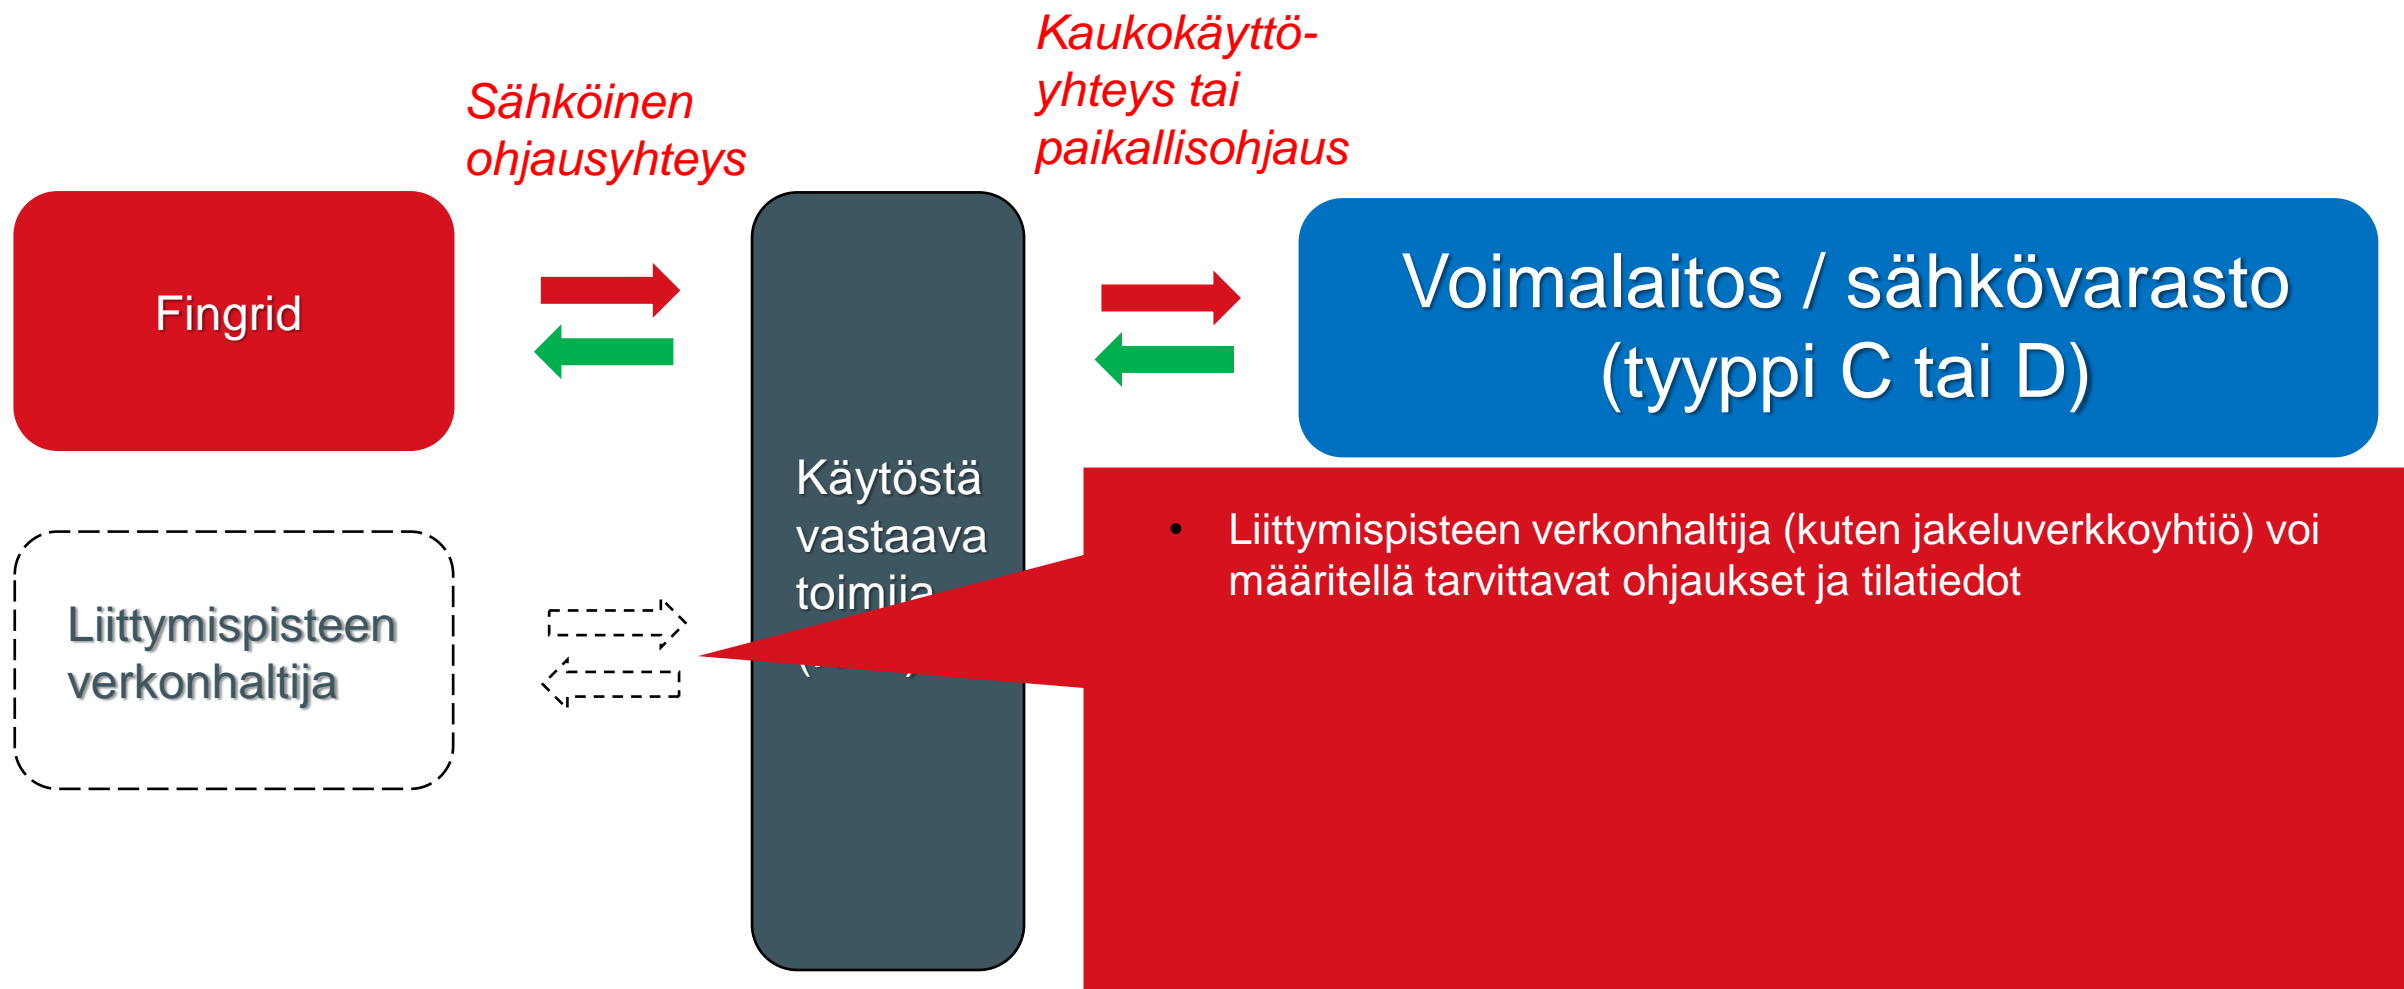 Kaukokäyttö-
yhteys tai
paikallisohjaus
Sähköinen
ohjausyhteys
Fingrid
Voimalaitos / sähkövarasto
(tyyppi C tai D)
Käytöstä
vastaava
toimija
• Liittymispisteen verkonhaltija (kuten jakeluverkkoyhtiö) voi
määritellä tarvittavat ohjaukset ja tilatiedot
Liittymispisteen
verkonhaltija